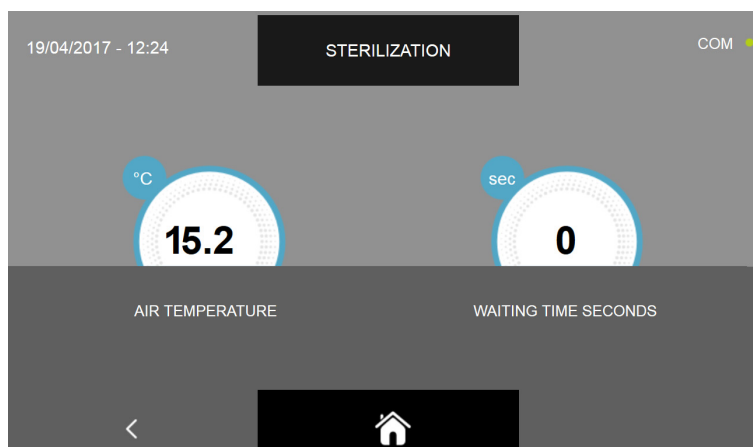 19/04/2017 - 12:24
STERILIZATION
COM
°C
sec
15.2
0
AIR TEMPERATURE
WAITING TIME SECONDS